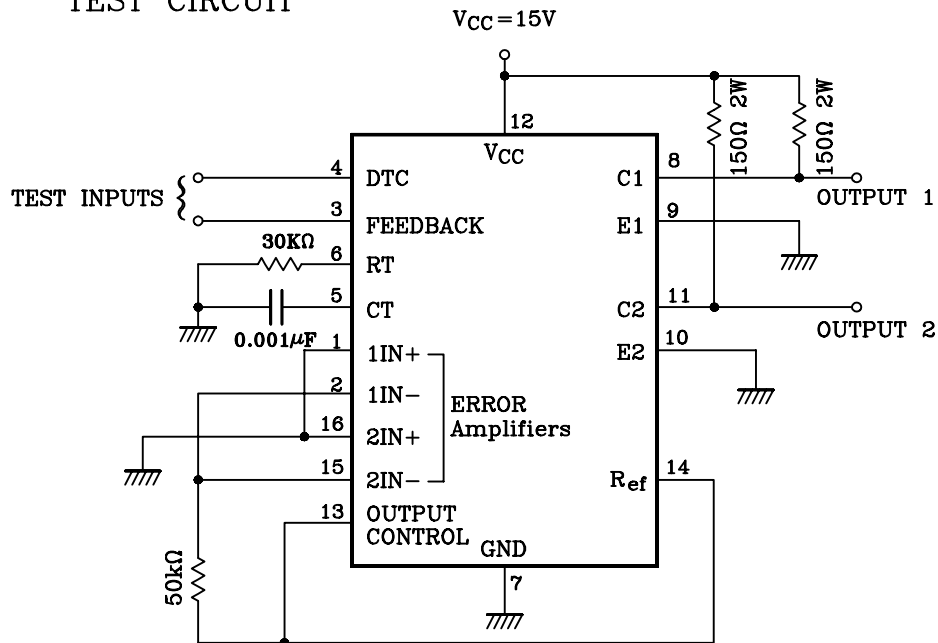 TEST CIRCUIT
VCC=15V
12
VCC
150Ω 2W
150Ω 2W
TEST INPUTS
4
DTC
3
FEEDBACK
30KΩ
6
RT
5
CT
0.001μF
1
1IN+
2
1IN-
16
2IN+
15
2IN-
ERROR
Amplifiers
13
OUTPUT
CONTROL
GND
7
50kΩ
C1
8
OUTPUT 1
E1
9
C2
11
OUTPUT 2
E2
10
Ref
14